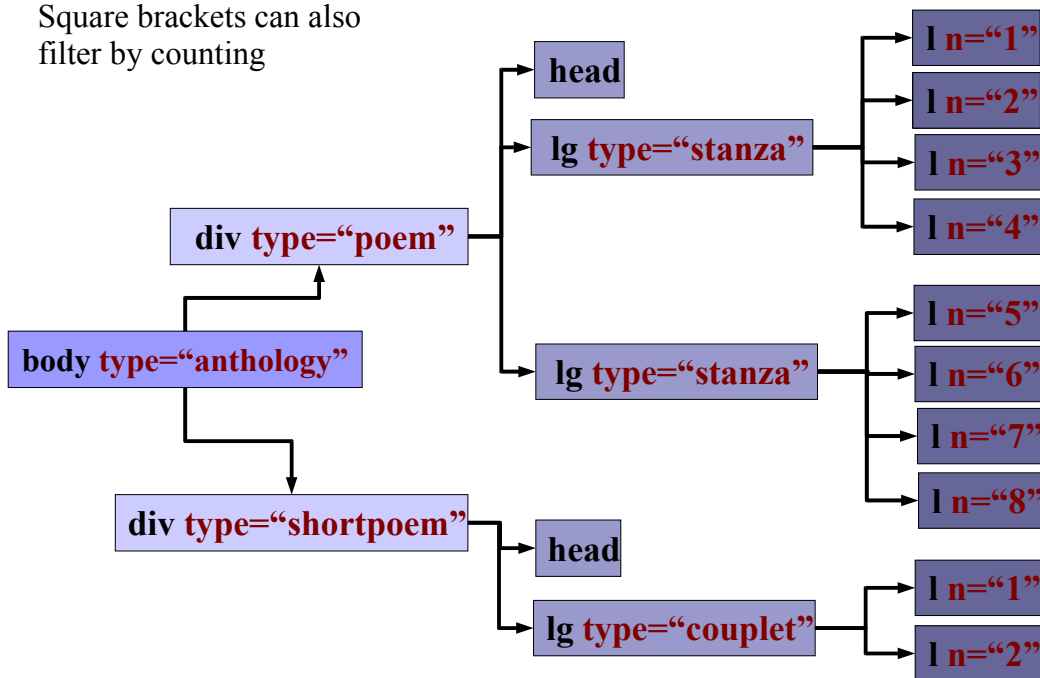 Square brackets can also
filter by counting
body type=“anthology”
div type=“poem”
head
lg type=“stanza”
l n=“1”
l n=“2”
l n=“3”
l n=“4”
lg type=“stanza”
l n=“5”
l n=“6”
l n=“7”
l n=“8”
div type=“shortpoem”
head
lg type=“couplet”
l n=“1”
l n=“2”